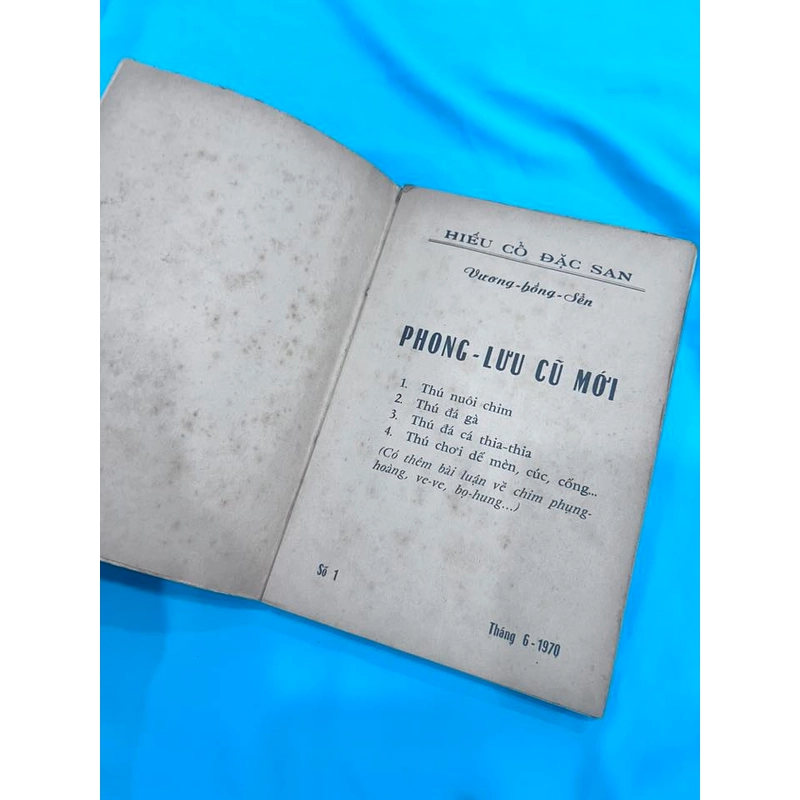 HIẾU CỔ ĐẶC SAN
Vương-hồng-Sển
PHONG-LƯU CŨ MỚI
1. Thú nuôi chim
2. Thú đá gà
3. Thú đá cá thia-thia
4. Thú chơi dế mèn, cúc, cống...
(Có thêm bài luận về chim phụng-
hoàng, ve-ve, bọ-hung...)
Số 1
Tháng 6-1970